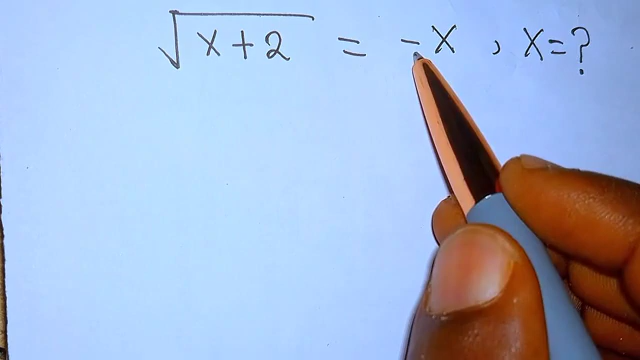 √(x+2) = -x , x=?